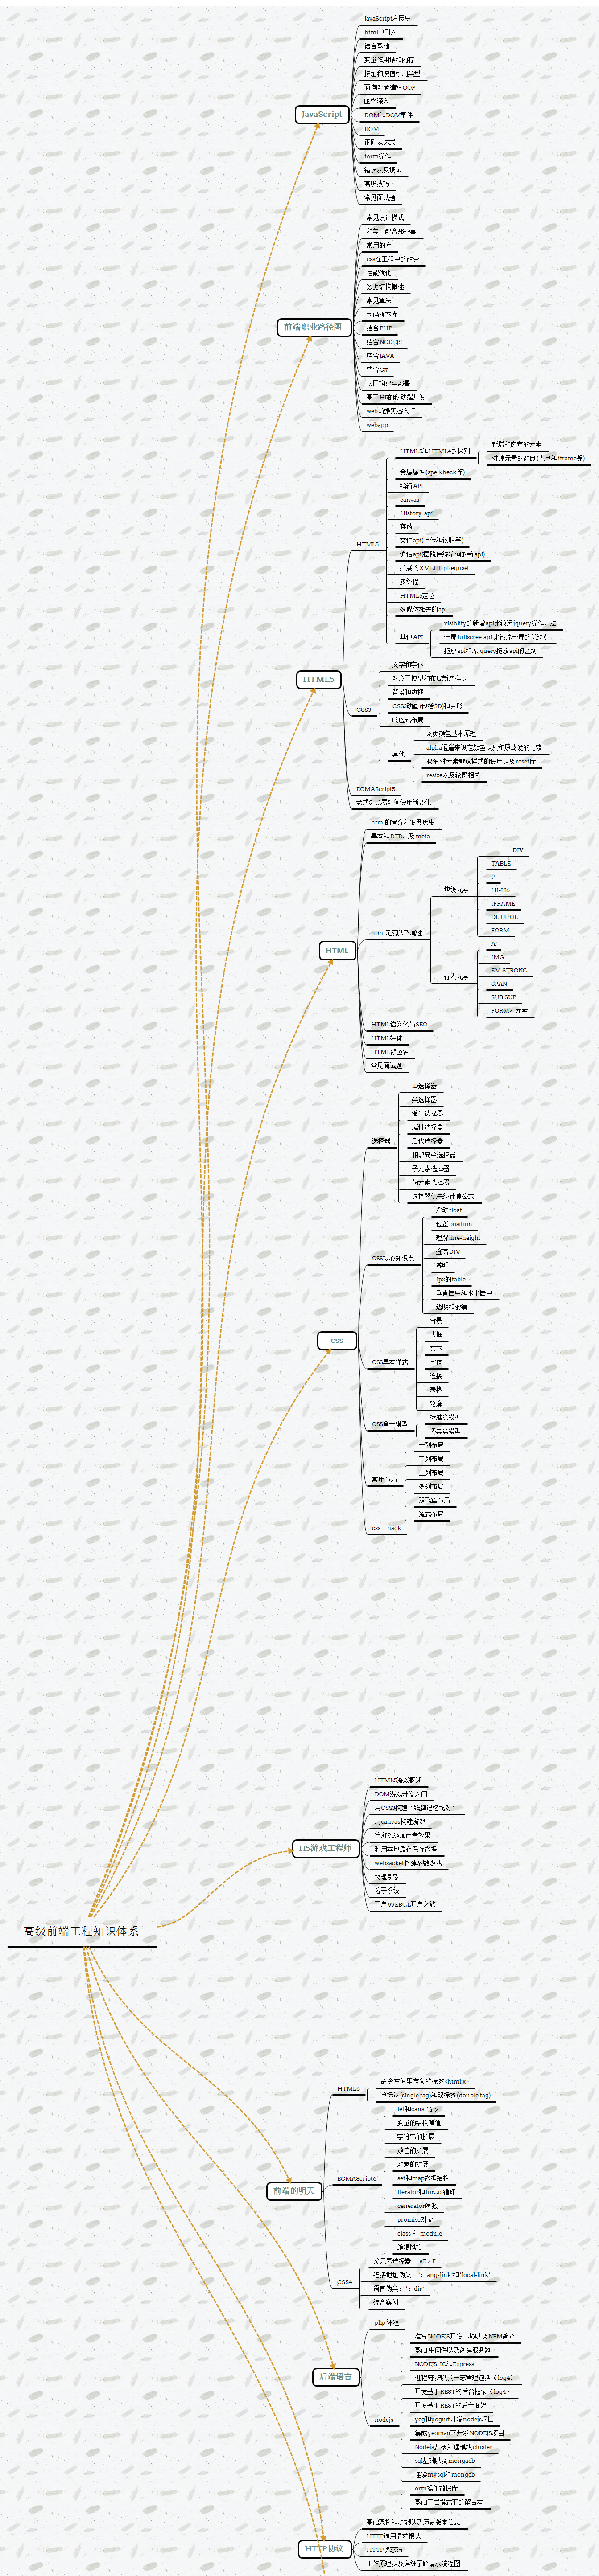 JavaScript
JavaScript发展史
html中引入
语言基础
变量作用域和内存
按址和按值引用类型
面向对象编程OOP
函数深入
DOM和DOM事件
BOM
正则表达式
form操作
错误以及调试
高级技巧
常见面试题
前端职业路径图
常见设计模式
和美工配合那些事
常用的库
css在工程中的改变
性能优化
数据结构概述
常见算法
代码版本库
结合PHP
结合NODEJS
结合JAVA
结合C#
项目构建与部署
基于H5的移动端开发
web前端黑客入门
webapp
HTML5
HTML5
HTML5和HTML4的区别
新增和废弃的元素
对原元素的改良(表单和iframe等)
全属属性(spellcheck等)
编辑API
canvas
History api
存储
文件api(上传和读取等)
通信api(摆脱传统轮询的新api)
扩展的XMLHttpRequset
多线程
HTML5定位
多媒体相关的api
其他API
visiblity的新增api比较远jquery操作方法
全屏fullscree api比较原全屏的优缺点
拖放api和原jquery拖放api的区别
CSS3
文字和字体
对盒子模型和布局新增样式
背景和边框
CSS3动画(包括3D)和变形
响应式布局
其他
网页颜色基本原理
alpha通道来设定颜色以及和原滤镜的比较
取消对元素默认样式的使用以及reset库
resize以及轮廓相关
ECMAScript5
老式浏览器如何使用新变化
HTML
html的简介和发展历史
基本和DTD以及meta
html元素以及属性
块级元素
DIV
TABLE
P
H1-H6
IFRAME
DL UL OL
FORM
行内元素
A
IMG
EM STRONG
SPAN
SUB SUP
FORM内元素
HTML语义化与SEO
HTML媒体
HTML颜色名
常见面试题
css
选择器
ID选择器
类选择器
派生选择器
属性选择器
后代选择器
相邻兄弟选择器
子元素选择器
伪元素选择器
选择器优先级计算公式
CSS核心知识点
浮动float
位置position
理解line-height
置高DIV
透明
1px的table
垂直居中和水平居中
透明和滤镜
CSS基本样式
背景
边框
文本
字体
连接
表格
轮廓
CSS盒子模型
标准盒模型
怪异盒模型
常用布局
一列布局
二列布局
三列布局
多列布局
双飞翼布局
流式布局
css hack
H5游戏工程师
HTML5游戏概述
DOM游戏开发入门
用CSS3构建（纸牌记忆配对）
用canvas构建游戏
给游戏添加声音效果
利用本地缓存保存数据
websacket构建多数游戏
物理引擎
粒子系统
开启WEBGL开启之旅
高级前端工程知识体系
前端的明天
HTML6
命令空间里定义的标签<html:x>
单标签(single tag)和双标签(double tag)
ECMAScript6
let和canst命令
变量的结构赋值
字符串的扩展
数值的扩展
对象的扩展
set和map数据结构
iterator和for...of循环
cenerator函数
promise对象
class 和 module
编辑风格
CSS4
父元素选择器： $E > F
链接地址伪类：“: ang-link”和“local-link”
语言伪类：“: dir”
综合案例
后端语言
php 课程
nodejs
准备NODEJS开发环境以及NPM简介
基础 中间件以及创建服务器
NODEJS IO和Express
进程守护以及日志管理包括（log4）
开发基于REST的后台框架（log4）
开发基于REST的后台框架
yog和yogurt开发nodejs项目
集成yeoman下开发NODEJS项目
Nodejs多核处理模块cluster
sql基础以及mongadb
连续mysql和mongdb
orm操作数据库
基础三层模式下的留言本
HTTP协议
基础架构和功能以及历史版本信息
HTTP通用请求报头
HTTP状态码
工作原理以及详细了解请求流程图